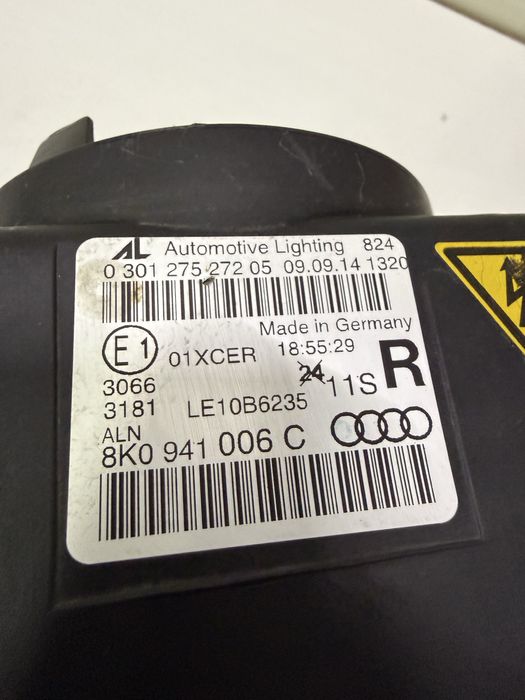 AL Automotive Lighting 824
0 301 275 272 05 09.09.14 1320
Made in Germany
E1 01XCER 18:55:29
3066 24 11S R
3181 LE10B6235
ALN
8K0 941 006 C